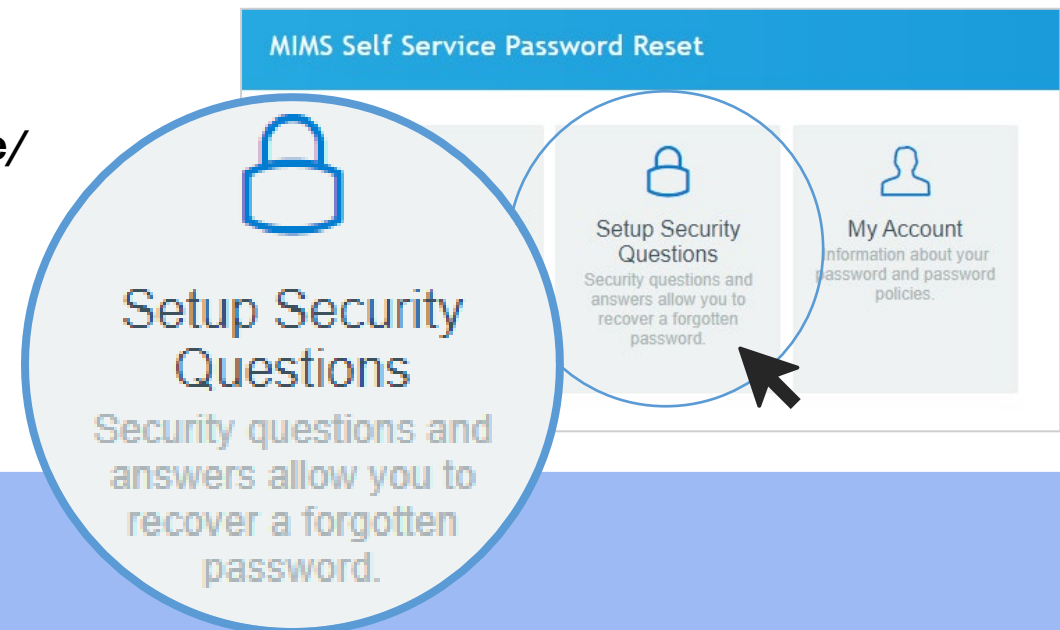 MIMS Self Service Password Reset
e/
Setup Security
Questions
Security questions and
answers allow you to
recover a forgotten
password.
Setup Security
Questions
Security questions and
answers allow you to
recover a forgotten
password.
My Account
Information about your
password and password
policies.